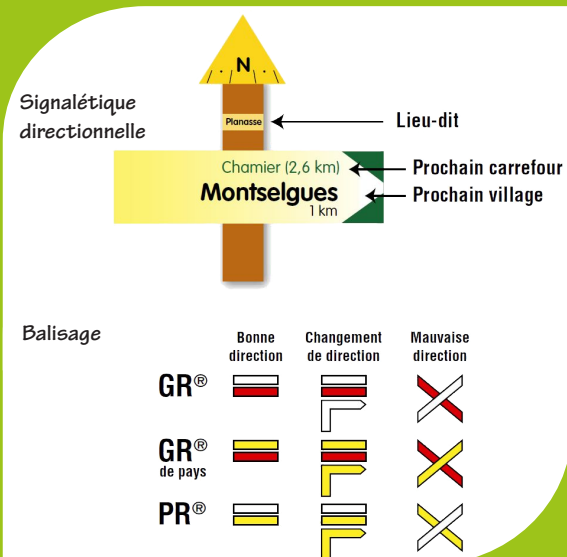 N
Signalétique
directionnelle
Planasse
Lieu-dit
Chamier (2,6 km)
Prochain carrefour
Montselgues
Prochain village
1 km
Balisage
Bonne
direction
Changement
de direction
Mauvaise
direction
GR®
GR®
de pays
PR®